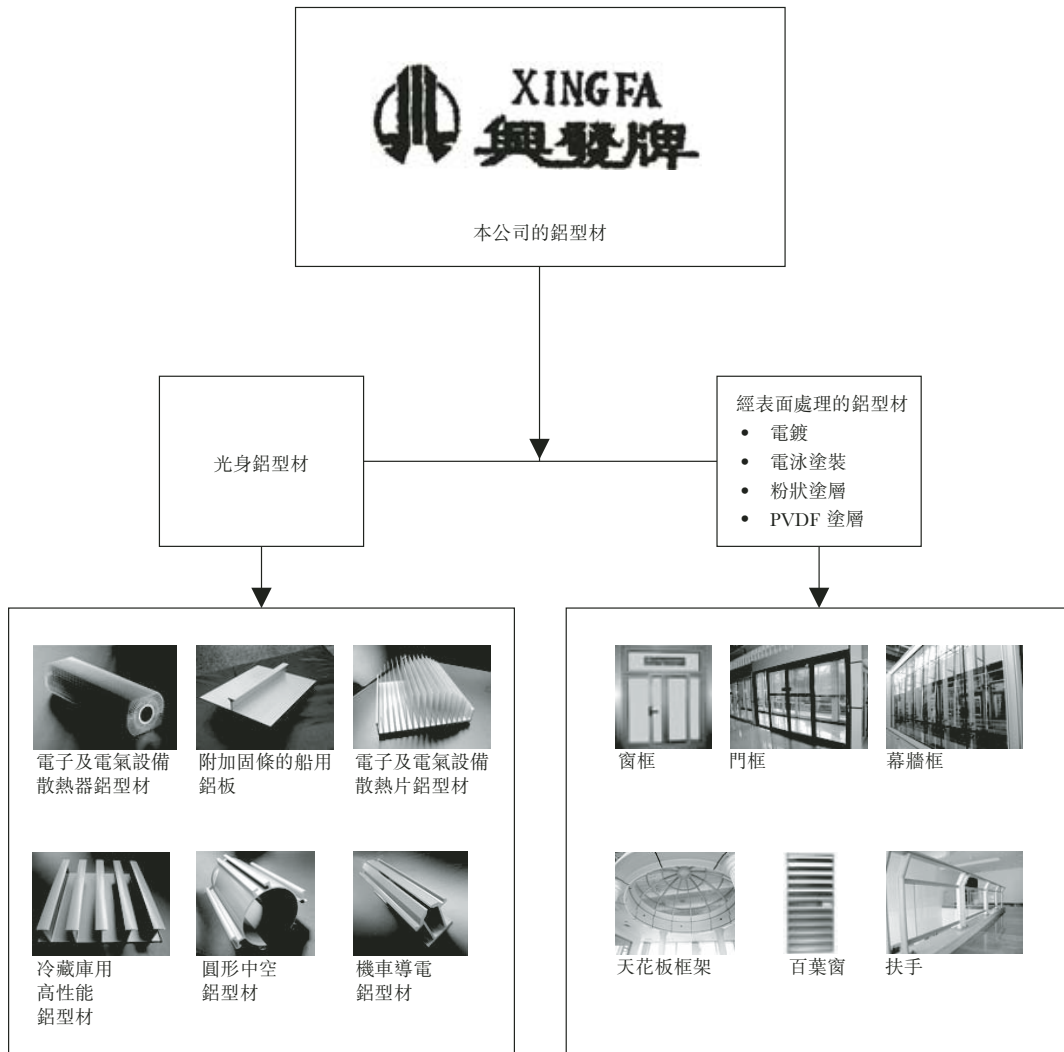 XINGFA
興發牌
本公司的鋁型材
光身鋁型材
經表面處理的鋁型材
• 電鍍
• 電泳塗裝
• 粉狀塗層
• PVDF 塗層
電子及電氣設備
散熱器鋁型材
附加固條的船用
鋁板
電子及電氣設備
散熱片鋁型材
冷藏庫用
高性能
鋁型材
圓形中空
鋁型材
機車導電
鋁型材
窗框
門框
幕牆框
天花板框架
百葉窗
扶手